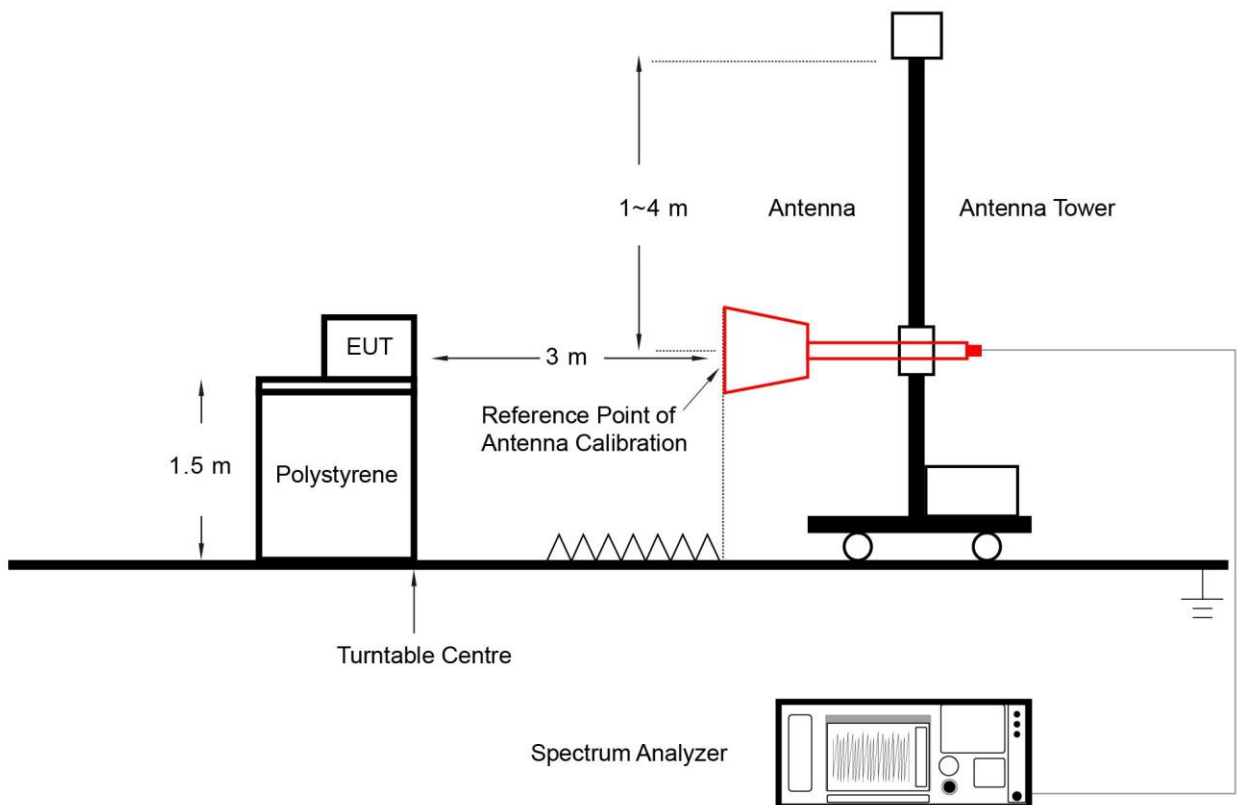 1~4 m
Antenna
Antenna Tower
EUT
3 m
Reference Point of
Antenna Calibration
1.5 m
Polystyrene
Turntable Centre
Spectrum Analyzer